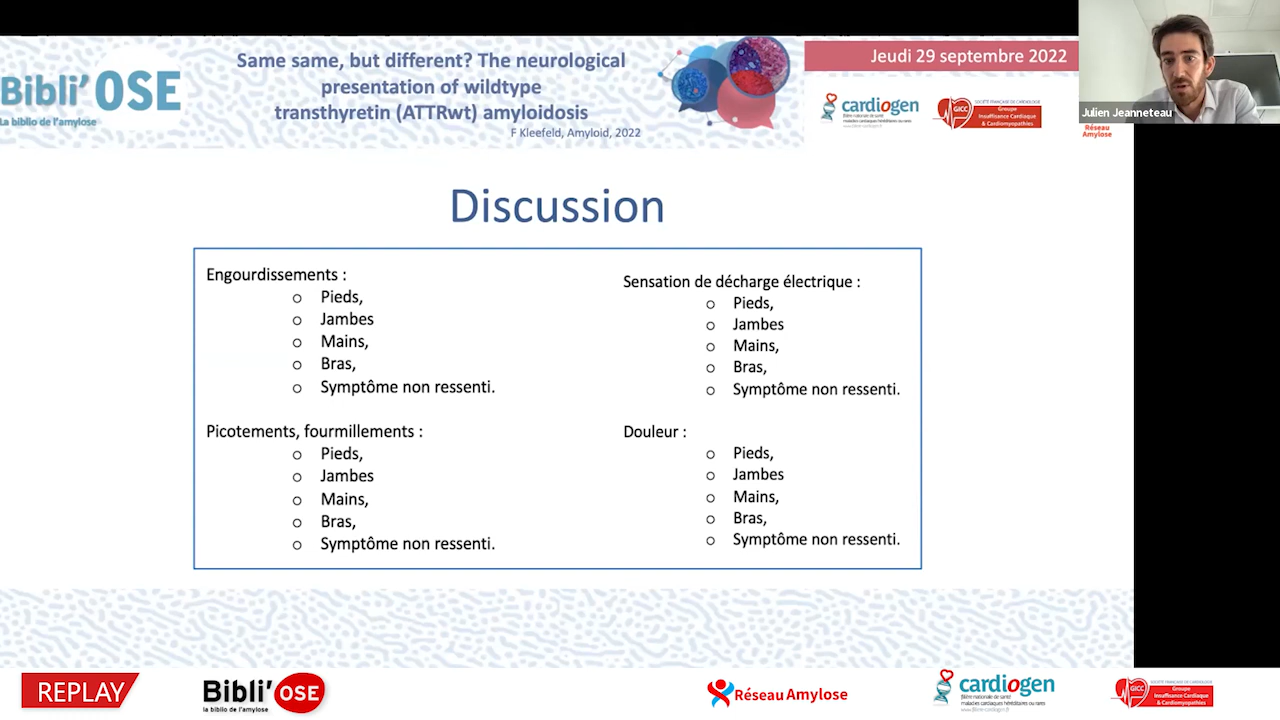 Bibli'OSE
La biblio de l'amylose
Same same, but different? The neurological
presentation of wildtype
transthyretin (ATTRwt) amyloidosis
F Kleefeld, Amyloid, 2022
Jeudi 29 septembre 2022
cardiogen
filière nationale de santé
maladies cardiaques héréditaires ou rares
GICC
SOCIÉTÉ FRANÇAISE DE CARDIOLOGIE
Groupe
Insuffisance Cardiaque
& Cardiomyopathies
Julien Jeanneteau
Réseau
Amylose
Discussion
Engourdissements :
o Pieds,
o Jambes
o Mains,
o Bras,
o Symptôme non ressenti.
Picotements, fourmillements :
o Pieds,
o Jambes
o Mains,
o Bras,
o Symptôme non ressenti.
Sensation de décharge électrique :
o Pieds,
o Jambes
o Mains,
o Bras,
o Symptôme non ressenti.
Douleur :
o Pieds,
o Jambes
o Mains,
o Bras,
o Symptôme non ressenti.
REPLAY
Bibli'OSE
la biblio de l'amylose
Réseau Amylose
cardiogen
filière nationale de santé
maladies cardiaques héréditaires ou rares
www.filiere-cardiogen.fr
GICC
SOCIÉTÉ FRANÇAISE DE CARDIOLOGIE
Groupe
Insuffisance Cardiaque
& Cardiomyopathies